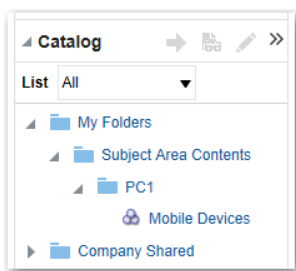 Catalog
List All
My Folders
Subject Area Contents
PC1
Mobile Devices
Company Shared